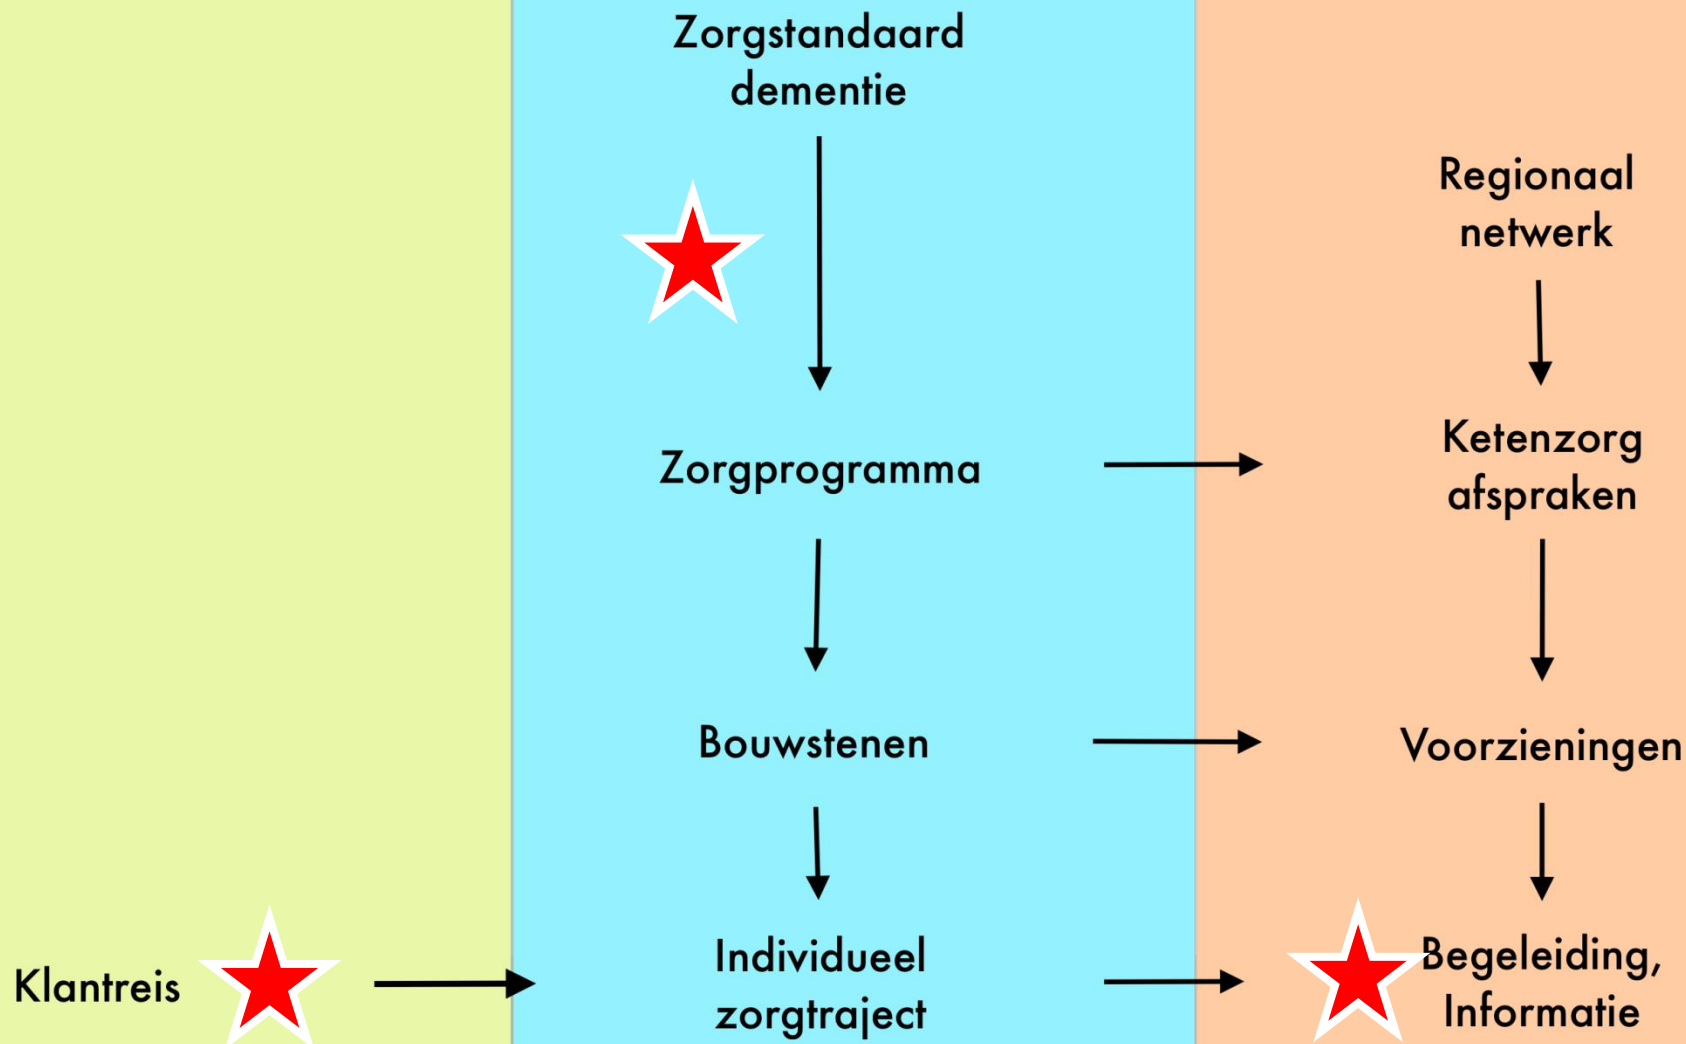 Zorgstandaard
dementie
Regionaal
netwerk
Zorgprogramma
Ketenzorg
afspraken
Bouwstenen
Voorzieningen
Klantreis
Individueel
zorgtraject
Begeleiding,
Informatie